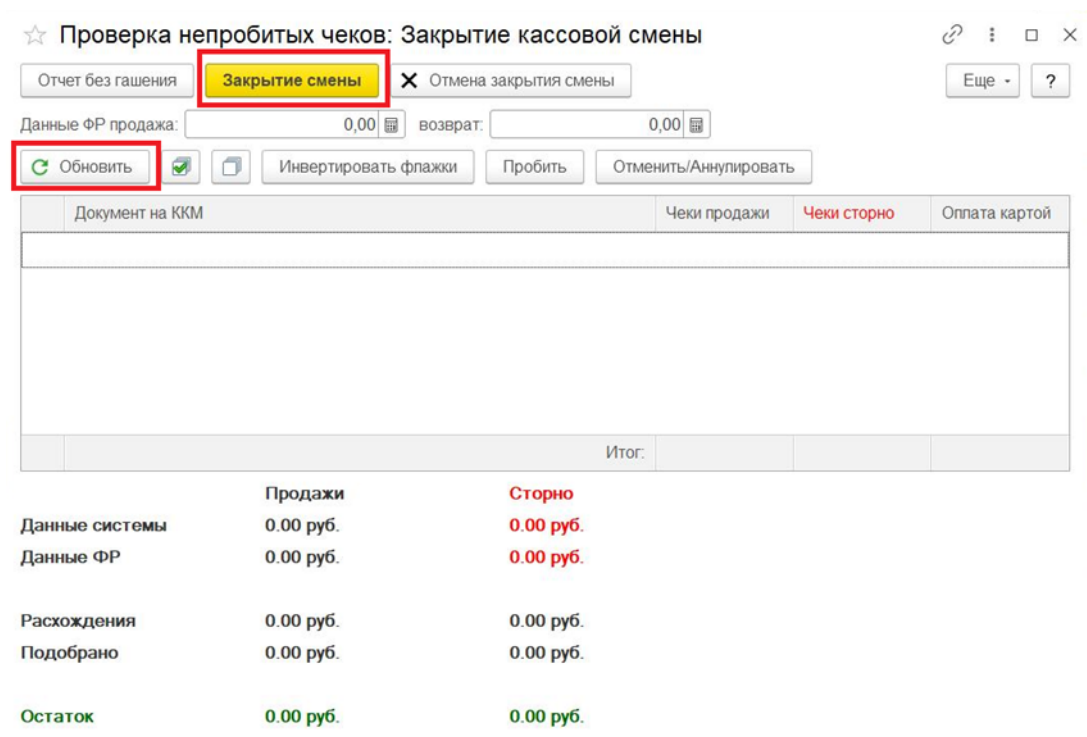 Проверка непробитых чеков: Закрытие кассовой смены
Отчет без гашения Закрытие смены Отмена закрытия смены Еще ?
Данные ФР продажа: 0,00 возврат: 0,00
Обновить Инвертировать флажки Пробить Отменить/Аннулировать
Документ на ККМ Чеки продажи Чеки сторно Оплата картой
Итог:
Продажи Сторно
Данные системы 0.00 руб. 0.00 руб.
Данные ФР 0.00 руб. 0.00 руб.
Расхождения 0.00 руб. 0.00 руб.
Подобрано 0.00 руб. 0.00 руб.
Остаток 0.00 руб. 0.00 руб.